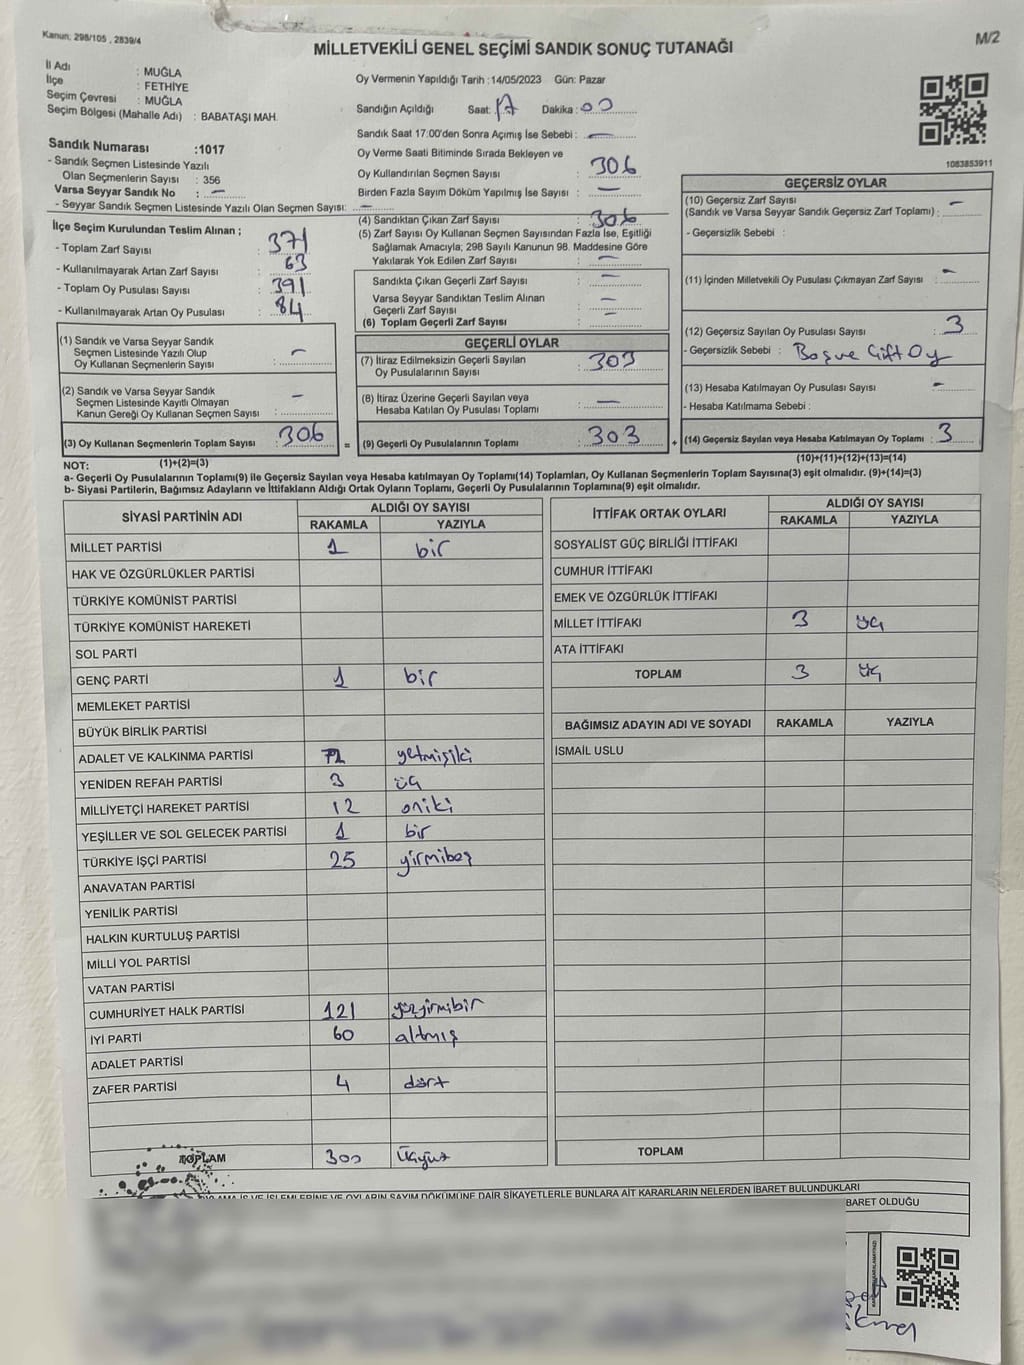 Kanun: 298/105 , 2839/4
M/2
MİLLETVEKİLİ GENEL SEÇİMİ SANDIK SONUÇ TUTANAĞI
İl Adı : MUĞLA
İlçe : FETHİYE
Seçim Çevresi : MUĞLA
Seçim Bölgesi (Mahalle Adı) : BABATAŞI MAH.
Oy Vermenin Yapıldığı Tarih :14/05/2023 Gün: Pazar
Sandığın Açıldığı Saat: 17 Dakika: 00
Sandık Saat 17:00'den Sonra Açımış İse Sebebi : —
Oy Verme Saati Bitiminde Sırada Bekleyen ve
Oy Kullandırılan Seçmen Sayısı : 306
Birden Fazla Sayım Döküm Yapılmış İse Sayısı : —
1083853911
Sandık Numarası :1017
- Sandık Seçmen Listesinde Yazılı
Olan Seçmenlerin Sayısı : 356
Varsa Seyyar Sandık No : —
- Seyyar Sandık Seçmen Listesinde Yazılı Olan Seçmen Sayısı: —
İlçe Seçim Kurulundan Teslim Alınan ;
- Toplam Zarf Sayısı : 371
- Kullanılmayarak Artan Zarf Sayısı : 63
- Toplam Oy Pusulası Sayısı : 391
- Kullanılmayarak Artan Oy Pusulası : 84
(4) Sandıktan Çıkan Zarf Sayısı : 306
(5) Zarf Sayısı Oy Kullanan Seçmen Sayısından Fazla İse, Eşitliği
Sağlamak Amacıyla; 298 Sayılı Kanunun 98. Maddesine Göre
Yakılarak Yok Edilen Zarf Sayısı : —
Sandıkta Çıkan Geçerli Zarf Sayısı : —
Varsa Seyyar Sandıktan Teslim Alınan
Geçerli Zarf Sayısı : —
(6) Toplam Geçerli Zarf Sayısı : —
GEÇERSİZ OYLAR
(10) Geçersiz Zarf Sayısı
(Sandık ve Varsa Seyyar Sandık Geçersiz Zarf Toplamı) : —
- Geçersizlik Sebebi :
(11) İçinden Milletvekili Oy Pusulası Çıkmayan Zarf Sayısı : —
(12) Geçersiz Sayılan Oy Pusulası Sayısı : 3
- Geçersizlik Sebebi : Boş ve Çift Oy
(13) Hesaba Katılmayan Oy Pusulası Sayısı : —
- Hesaba Katılmama Sebebi :
(1) Sandık ve Varsa Seyyar Sandık
Seçmen Listesinde Yazılı Olup
Oy Kullanan Seçmenlerin Sayısı : —
(2) Sandık ve Varsa Seyyar Sandık
Seçmen Listesinde Kayıtlı Olmayan
Kanun Gereği Oy Kullanan Seçmen Sayısı : —
GEÇERLİ OYLAR
(7) İtiraz Edilmeksizin Geçerli Sayılan
Oy Pusulalarının Sayısı : 303
(8) İtiraz Üzerine Geçerli Sayılan veya
Hesaba Katılan Oy Pusulası Toplamı : —
(3) Oy Kullanan Seçmenlerin Toplam Sayısı : 306 = (9) Geçerli Oy Pusulalarının Toplamı : 303 + (14) Geçersiz Sayılan veya Hesaba Katılmayan Oy Toplamı : 3
NOT: (1)+(2)=(3) (10)+(11)+(12)+(13)=(14)
a- Geçerli Oy Pusulalarının Toplamı(9) ile Geçersiz Sayılan veya Hesaba katılmayan Oy Toplamı(14) Toplamları, Oy Kullanan Seçmenlerin Toplam Sayısına(3) eşit olmalıdır. (9)+(14)=(3)
b- Siyasi Partilerin, Bağımsız Adayların ve İttifakların Aldığı Ortak Oyların Toplamı, Geçerli Oy Pusulalarının Toplamına(9) eşit olmalıdır.
SİYASİ PARTİNİN ADI ALDIĞI OY SAYISI
RAKAMLA YAZIYLA
MİLLET PARTİSİ 1 bir
HAK VE ÖZGÜRLÜKLER PARTİSİ
TÜRKİYE KOMÜNİST PARTİSİ
TÜRKİYE KOMÜNİST HAREKETİ
SOL PARTİ
GENÇ PARTİ 1 bir
MEMLEKET PARTİSİ
BÜYÜK BİRLİK PARTİSİ
ADALET VE KALKINMA PARTİSİ 72 yetmişiki
YENİDEN REFAH PARTİSİ 3 üç
MİLLİYETÇİ HAREKET PARTİSİ 12 oniki
YEŞİLLER VE SOL GELECEK PARTİSİ 1 bir
TÜRKİYE İŞÇİ PARTİSİ 25 yirmibeş
ANAVATAN PARTİSİ
YENİLİK PARTİSİ
HALKIN KURTULUŞ PARTİSİ
MİLLİ YOL PARTİSİ
VATAN PARTİSİ
CUMHURİYET HALK PARTİSİ 121 yüzyirmibir
İYİ PARTİ 60 altmış
ADALET PARTİSİ
ZAFER PARTİSİ 4 dört
TOPLAM 300 üçyüz
İTTİFAK ORTAK OYLARI ALDIĞI OY SAYISI
RAKAMLA YAZIYLA
SOSYALİST GÜÇ BİRLİĞİ İTTİFAKI
CUMHUR İTTİFAKI
EMEK VE ÖZGÜRLÜK İTTİFAKI
MİLLET İTTİFAKI 3 üç
ATA İTTİFAKI
TOPLAM 3 üç
BAĞIMSIZ ADAYIN ADI VE SOYADI RAKAMLA YAZIYLA
İSMAİL USLU
TOPLAM
İŞLEMLERİNE VE OYLARIN SAYIM DÖKÜMÜNE DAİR ŞİKAYETLERLE BUNLARA AİT KARARLARIN NELERDEN İBARET BULUNDUKLARI
BARET OLDUĞU